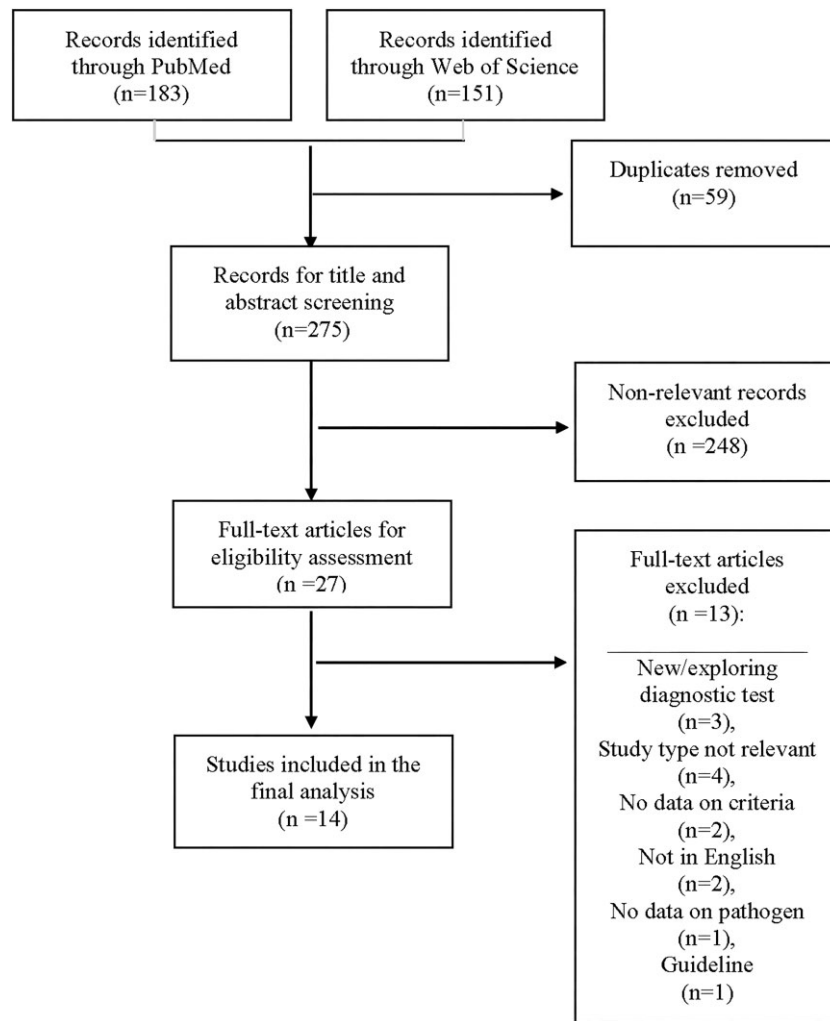 Records identified
through PubMed
(n=183)
Records identified
through Web of Science
(n=151)
Duplicates removed
(n=59)
Records for title and
abstract screening
(n=275)
Non-relevant records
excluded
(n =248)
Full-text articles for
eligibility assessment
(n =27)
Full-text articles
excluded
(n =13):
New/exploring
diagnostic test
(n=3),
Study type not relevant
(n=4),
No data on criteria
(n=2),
Not in English
(n=2),
No data on pathogen
(n=1),
Guideline
(n=1)
Studies included in the
final analysis
(n =14)